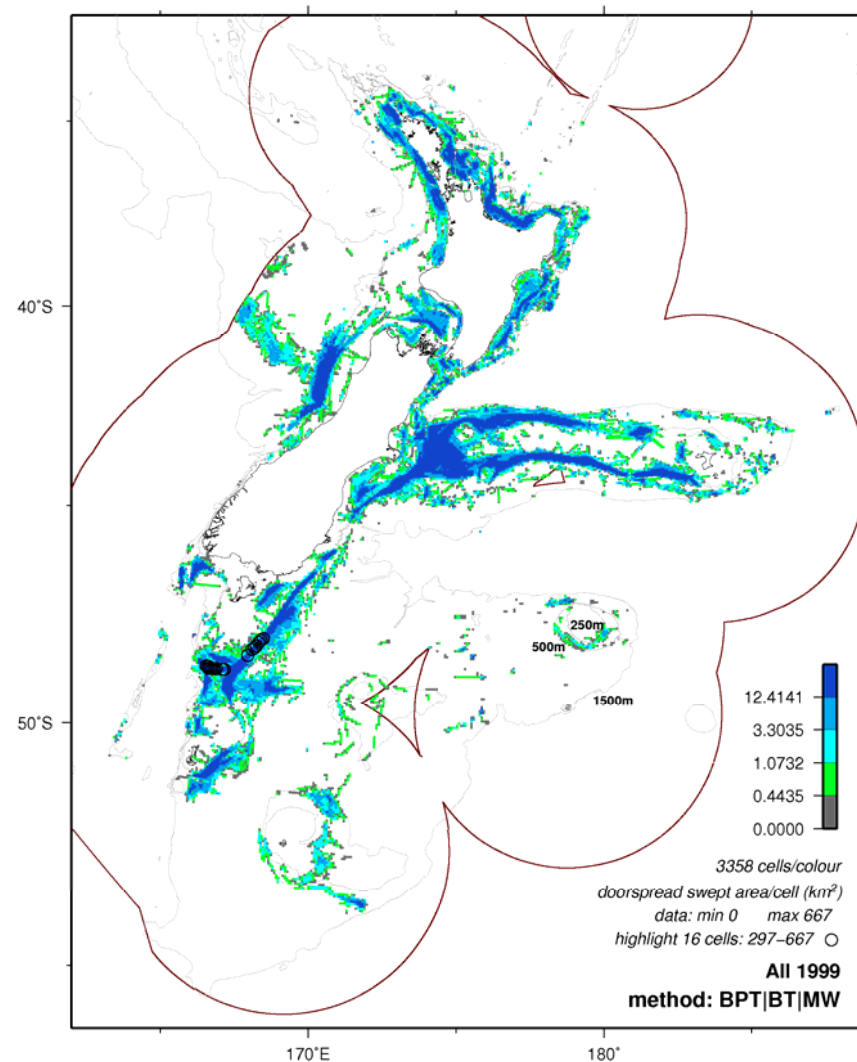 40˚S
250m
500m
1500m
50˚S
12.4141
3.3035
1.0732
0.4435
0.0000
3358 cells/colour
doorspread swept area/cell (km²)
data: min 0 max 667
highlight 16 cells: 297–667
All 1999
method: BPT|BT|MW
170˚E
180˚